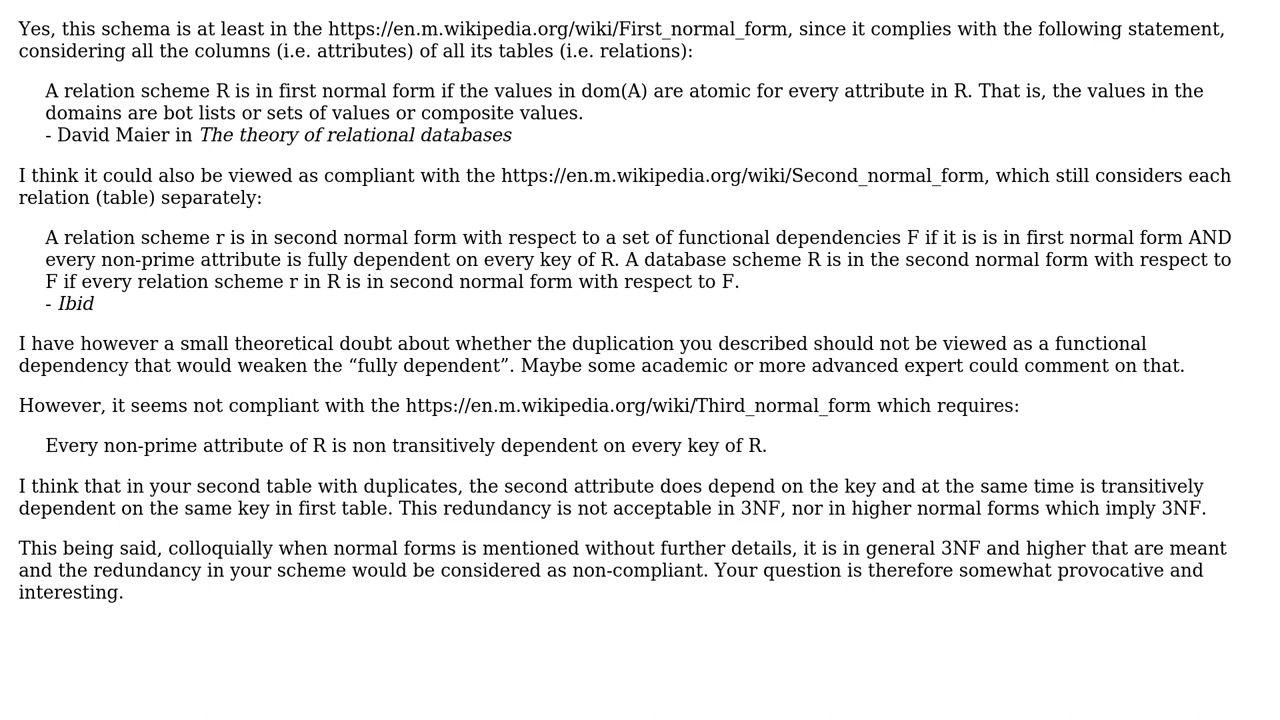 Yes, this schema is at least in the https://en.m.wikipedia.org/wiki/First_normal_form, since it complies with the following statement,
considering all the columns (i.e. attributes) of all its tables (i.e. relations):
A relation scheme R is in first normal form if the values in dom(A) are atomic for every attribute in R. That is, the values in the
domains are bot lists or sets of values or composite values.
- David Maier in The theory of relational databases
I think it could also be viewed as compliant with the https://en.m.wikipedia.org/wiki/Second_normal_form, which still considers each
relation (table) separately:
A relation scheme r is in second normal form with respect to a set of functional dependencies F if it is is in first normal form AND
every non-prime attribute is fully dependent on every key of R. A database scheme R is in the second normal form with respect to
F if every relation scheme r in R is in second normal form with respect to F.
- Ibid
I have however a small theoretical doubt about whether the duplication you described should not be viewed as a functional
dependency that would weaken the “fully dependent”. Maybe some academic or more advanced expert could comment on that.
However, it seems not compliant with the https://en.m.wikipedia.org/wiki/Third_normal_form which requires:
Every non-prime attribute of R is non transitively dependent on every key of R.
I think that in your second table with duplicates, the second attribute does depend on the key and at the same time is transitively
dependent on the same key in first table. This redundancy is not acceptable in 3NF, nor in higher normal forms which imply 3NF.
This being said, colloquially when normal forms is mentioned without further details, it is in general 3NF and higher that are meant
and the redundancy in your scheme would be considered as non-compliant. Your question is therefore somewhat provocative and
interesting.